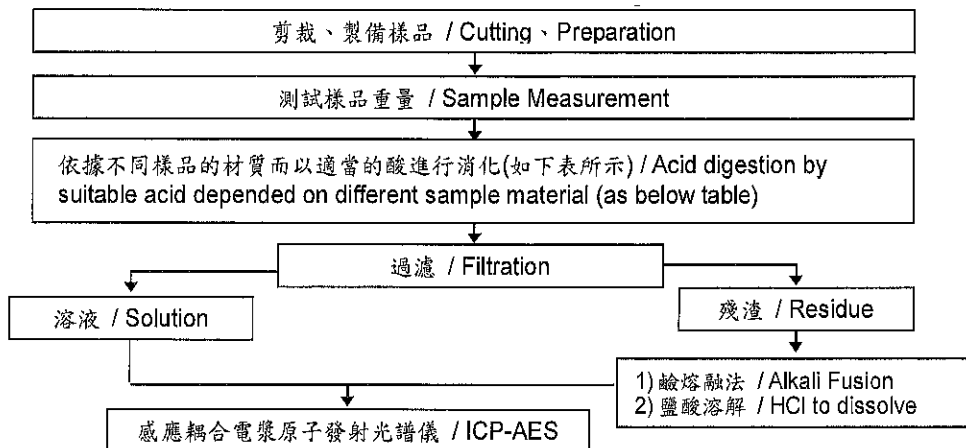 剪裁、製備樣品 / Cutting、Preparation
測試樣品重量 / Sample Measurement
依據不同樣品的材質而以適當的酸進行消化(如下表所示) / Acid digestion by
suitable acid depended on different sample material (as below table)
過濾 / Filtration
溶液 / Solution
殘渣 / Residue
1) 鹼熔融法 / Alkali Fusion
2) 鹽酸溶解 / HCl to dissolve
感應耦合電漿原子發射光譜儀 / ICP-AES